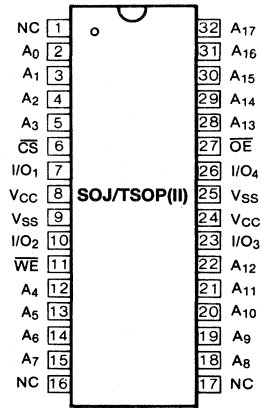 NC 1 32 A17
A0 2 31 A16
A1 3 30 A15
A2 4 29 A14
A3 5 28 A13
C̅S̅ 6 27 O̅E̅
I/O1 7 26 I/O4
VCC 8 SOJ/TSOP(II) 25 VSS
VSS 9 24 VCC
I/O2 10 23 I/O3
W̅E̅ 11 22 A12
A4 12 21 A11
A5 13 20 A10
A6 14 19 A9
A7 15 18 A8
NC 16 17 NC